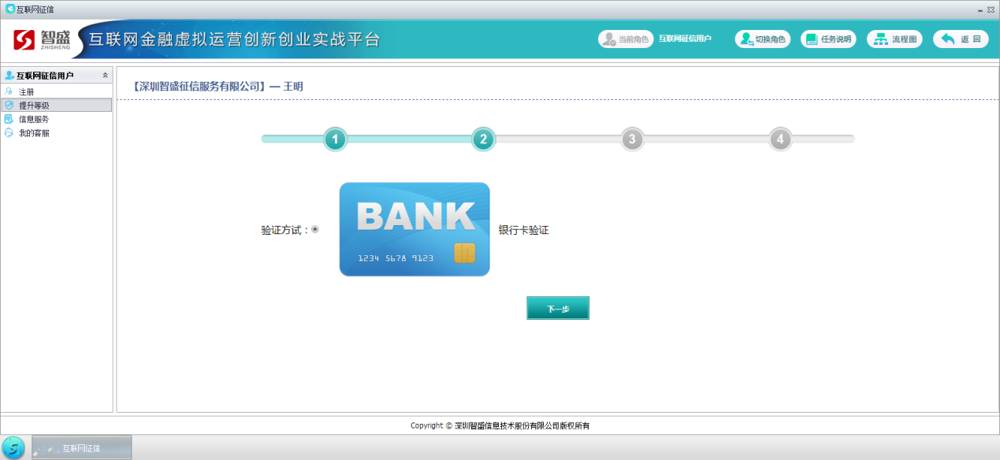 互联网征信
智盛 ZHISHENG 互联网金融虚拟运营创新创业实战平台 当前角色 互联网征信用户 切换角色 任务说明 流程图 返 回
互联网征信用户
注册
提升等级
信息服务
我的客服
【深圳智盛征信服务有限公司】— 王明
1 2 3 4
BANK
1234 5678 9123
验证方试：
银行卡验证
下一步
Copyright © 深圳智盛信息技术股份有限公司版权所有
S 互联网征信